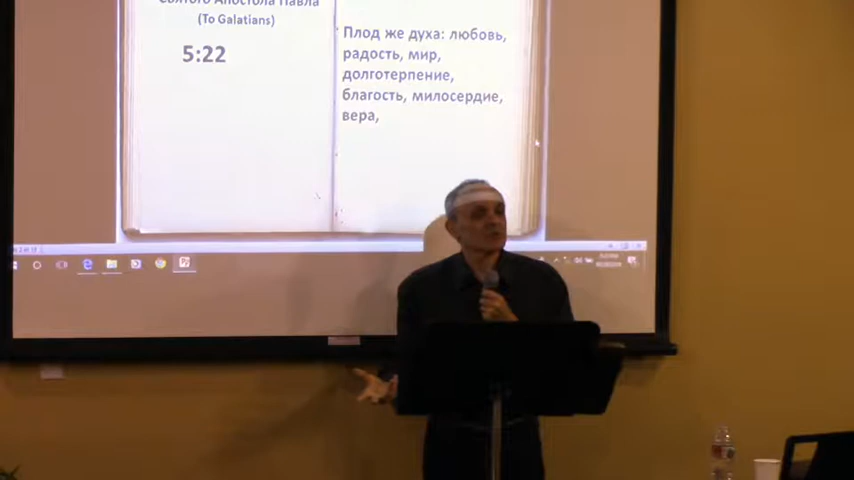 Святого Апостола Павла
(To Galatians)
5:22
Плод же духа: любовь,
радость, мир,
долготерпение,
благость, милосердие,
вера,